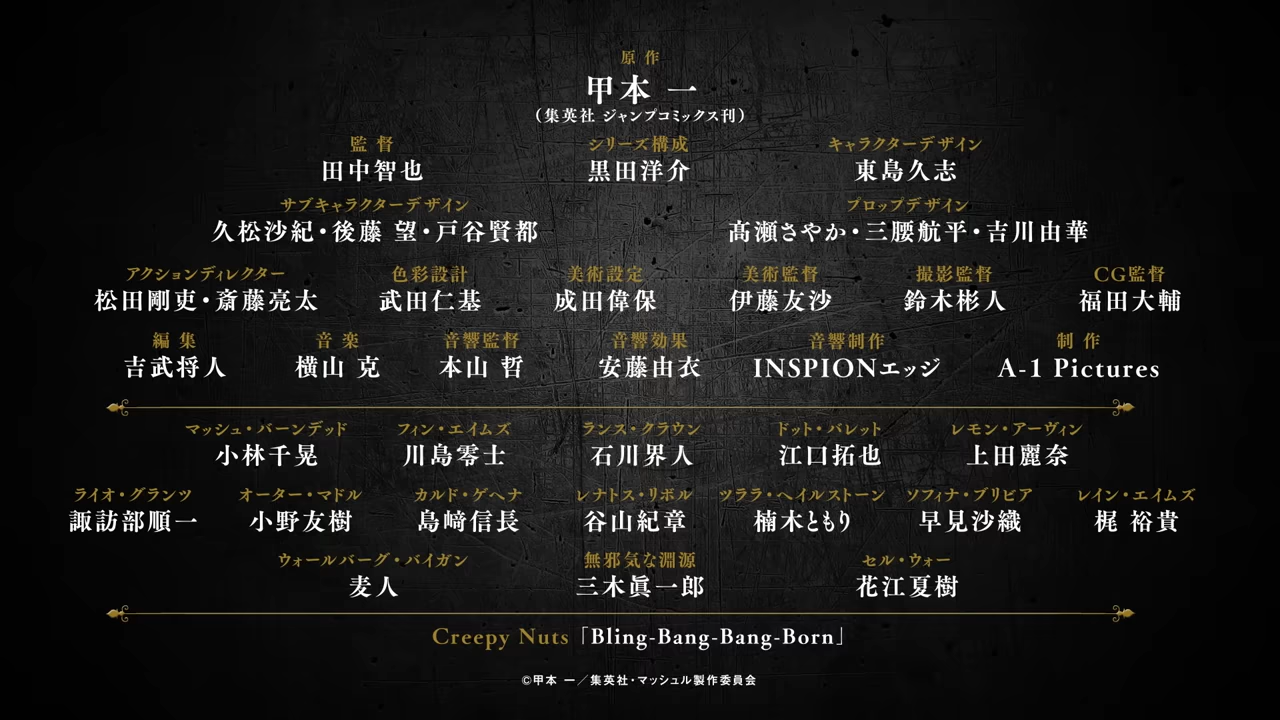 原作
甲本 一
（集英社 ジャンプコミックス刊）
監督 シリーズ構成 キャラクターデザイン
田中智也 黒田洋介 東島久志
サブキャラクターデザイン プロップデザイン
久松沙紀・後藤 望・戸谷賢都 髙瀬さやか・三腰航平・吉川由華
アクションディレクター 色彩設計 美術設定 美術監督 撮影監督 CG監督
松田剛吏・斎藤亮太 武田仁基 成田偉保 伊藤友沙 鈴木彬人 福田大輔
編集 音楽 音響監督 音響効果 音響制作 制作
吉武将人 横山 克 本山 哲 安藤由衣 INSPIONエッジ A-1 Pictures
マッシュ・バーンデッド フィン・エイムズ ランス・クラウン ドット・バレット レモン・アーヴィン
小林千晃 川島零士 石川界人 江口拓也 上田麗奈
ライオ・グランツ オーター・マドル カルド・ゲヘナ レナトス・リボル ツララ・ヘイルストーン ソフィナ・ブリビア レイン・エイムズ
諏訪部順一 小野友樹 島﨑信長 谷山紀章 楠木ともり 早見沙織 梶 裕貴
ウォールバーグ・バイガン 無邪気な淵源 セル・ウォー
麦人 三木眞一郎 花江夏樹
Creepy Nuts「Bling-Bang-Bang-Born」
©甲本 一／集英社・マッシュル製作委員会